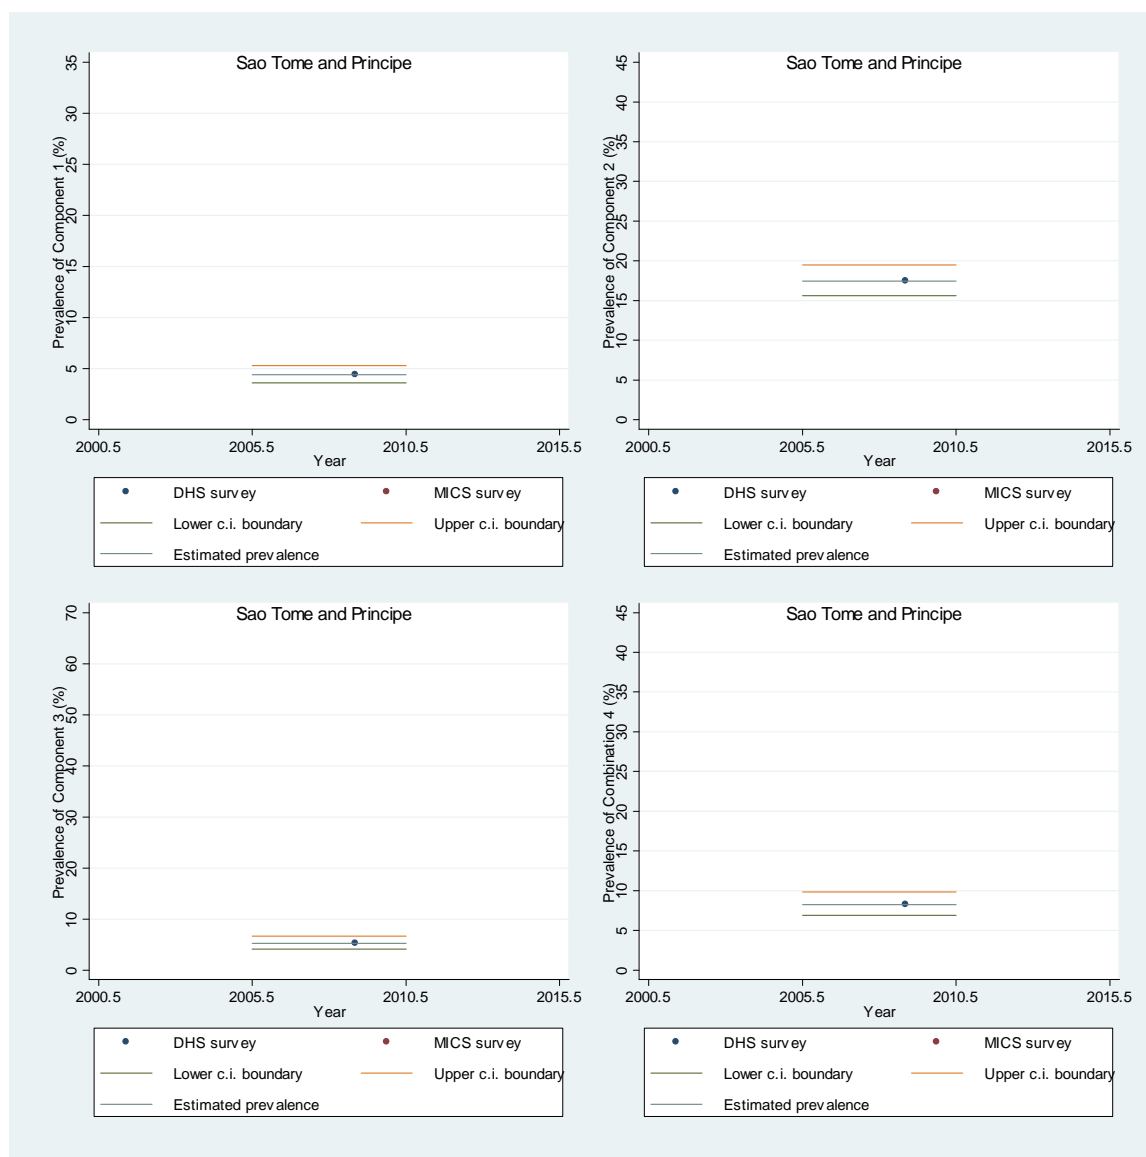 Sao Tome and Principe
Prevalence of Component 1 (%)
35
30
25
20
15
10
5
0
2000.5 2005.5 2010.5 2015.5
Year
DHS survey MICS survey
Lower c.i. boundary Upper c.i. boundary
Estimated prevalence
Sao Tome and Principe
Prevalence of Component 2 (%)
45
40
35
30
25
20
15
10
5
0
2000.5 2005.5 2010.5 2015.5
Year
DHS survey MICS survey
Lower c.i. boundary Upper c.i. boundary
Estimated prevalence
Sao Tome and Principe
Prevalence of Component 3 (%)
70
60
50
40
30
20
10
0
2000.5 2005.5 2010.5 2015.5
Year
DHS survey MICS survey
Lower c.i. boundary Upper c.i. boundary
Estimated prevalence
Sao Tome and Principe
Prevalence of Combination 4 (%)
45
40
35
30
25
20
15
10
5
0
2000.5 2005.5 2010.5 2015.5
Year
DHS survey MICS survey
Lower c.i. boundary Upper c.i. boundary
Estimated prevalence